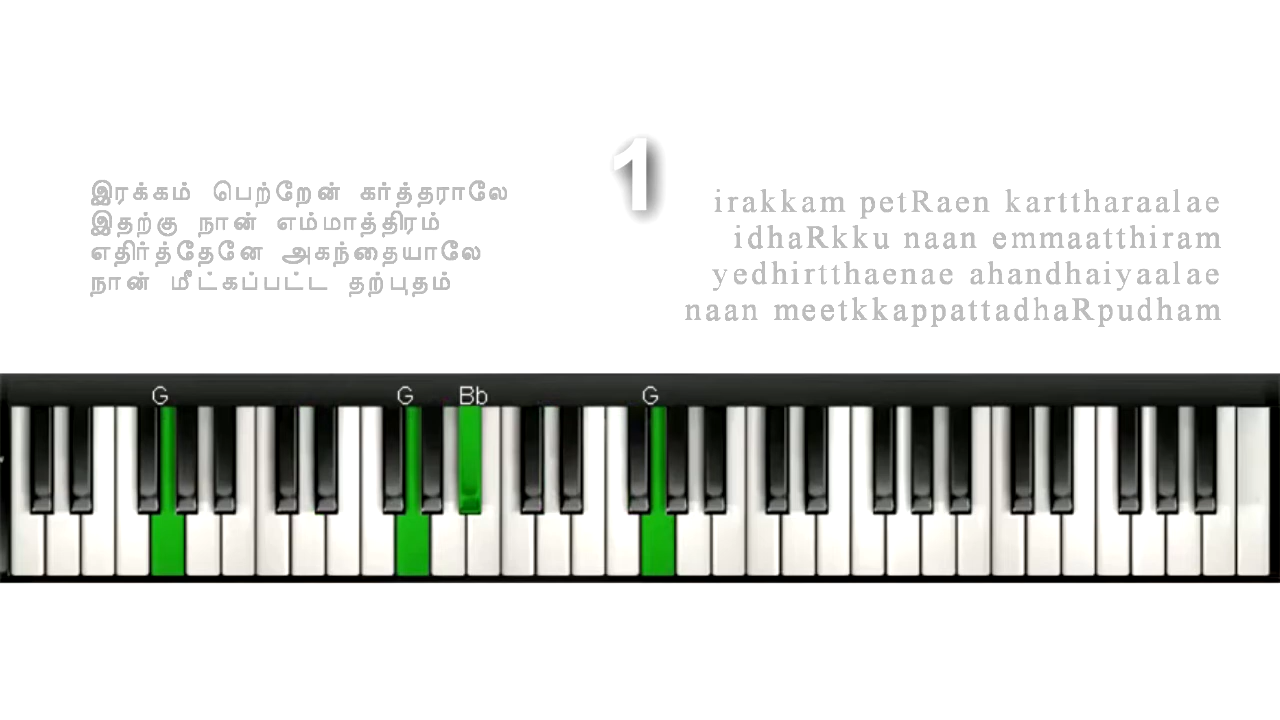 1
இரக்கம் பெற்றேன் கர்த்தராலே
இதற்கு நான் எம்மாத்திரம்
எதிர்த்தேனே அகந்தையாலே
நான் மீட்கப்பட்ட தற்புதம்
irakkam petRaen karttharaalae
idhaRkku naan emmaatthiram
yedhirtthaenae ahandhaiyaalae
naan meetkkappattadhaRpudham
G G Bb G